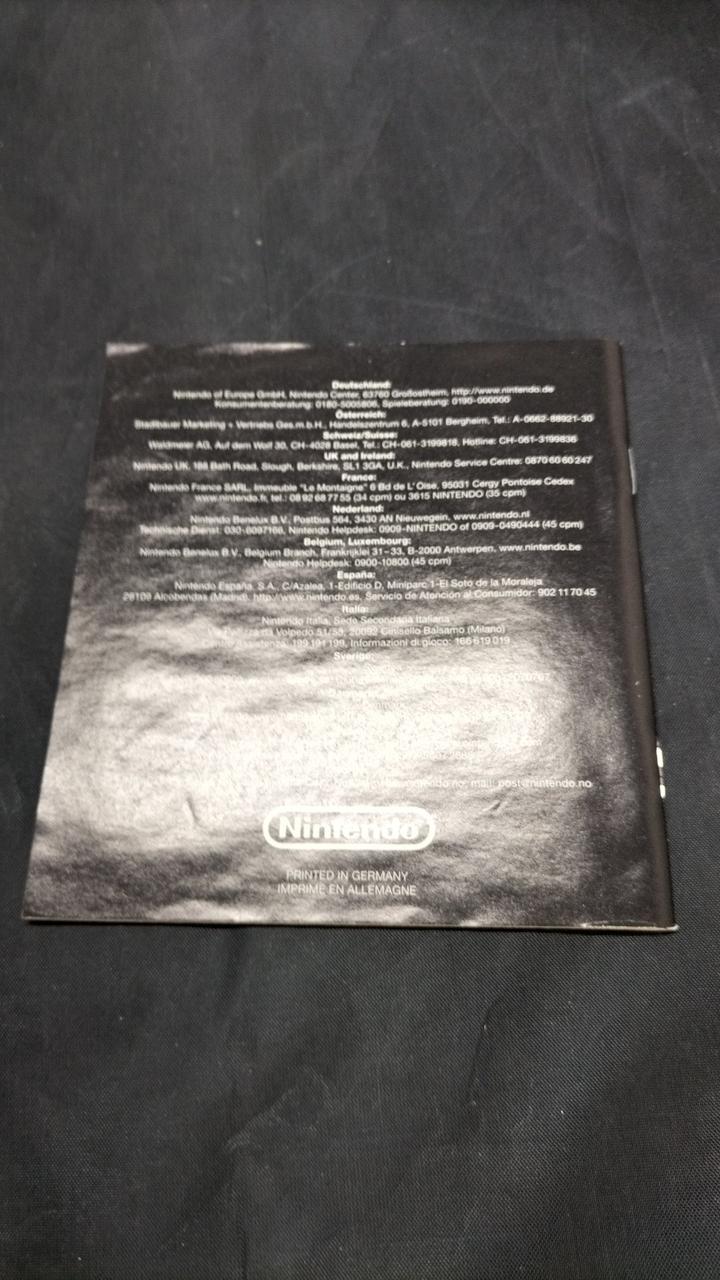 Deutschland:
Nintendo of Europe GmbH, Nintendo Center, 63760 Großostheim, http://www.nintendo.de
Konsumentenberatung: 0180-5005806, Spieleberatung: 0190-000000
Österreich:
Stadlbauer Marketing + Vertriebs Ges.m.b.H., Handelszentrum 6, A-5101 Bergheim, Tel.: A-0662-88921-30
Schweiz/Suisse:
Waldmeier AG, Auf dem Wolf 30, CH-4028 Basel, Tel.: CH-061-3199818, Hotline: CH-061-3199836
UK and Ireland:
Nintendo UK, 188 Bath Road, Slough, Berkshire, SL1 3GA, U.K., Nintendo Service Centre: 0870 60 60 247
France:
Nintendo France SARL, Immeuble "Le Montaigne" 6 Bd de L'Oise, 95031 Cergy Pontoise Cedex
www.nintendo.fr, tel.: 08 92 68 77 55 (34 cpm) ou 3615 NINTENDO (35 cpm)
Nederland:
Nintendo Benelux B.V., Postbus 564, 3430 AN Nieuwegein, www.nintendo.nl
Technische Dienst: 030-6097166, Nintendo Helpdesk: 0909-NINTENDO of 0909-0490444 (45 cpm)
Belgium, Luxembourg:
Nintendo Benelux B.V., Belgium Branch, Frankrijklei 31–33, B-2000 Antwerpen, www.nintendo.be
Nintendo Helpdesk: 0900-10800 (45 cpm)
España:
Nintendo España, S.A., C/Azalea, 1-Edificio D, Miniparc 1-El Soto de la Moraleja
28109 Alcobendas (Madrid), http://www.nintendo.es, Servicio de Atención al Consumidor: 902 11 70 45
Italia:
Nintendo Italia, Sede Secondaria Italiana
da Volpedo 51/53, 20092 Cinisello Balsamo (Milano)
199 191 199, Informazioni di gioco: 166 619 019
Sverige:
mail: post@nintendo.no
Nintendo
PRINTED IN GERMANY
IMPRIMÉ EN ALLEMAGNE